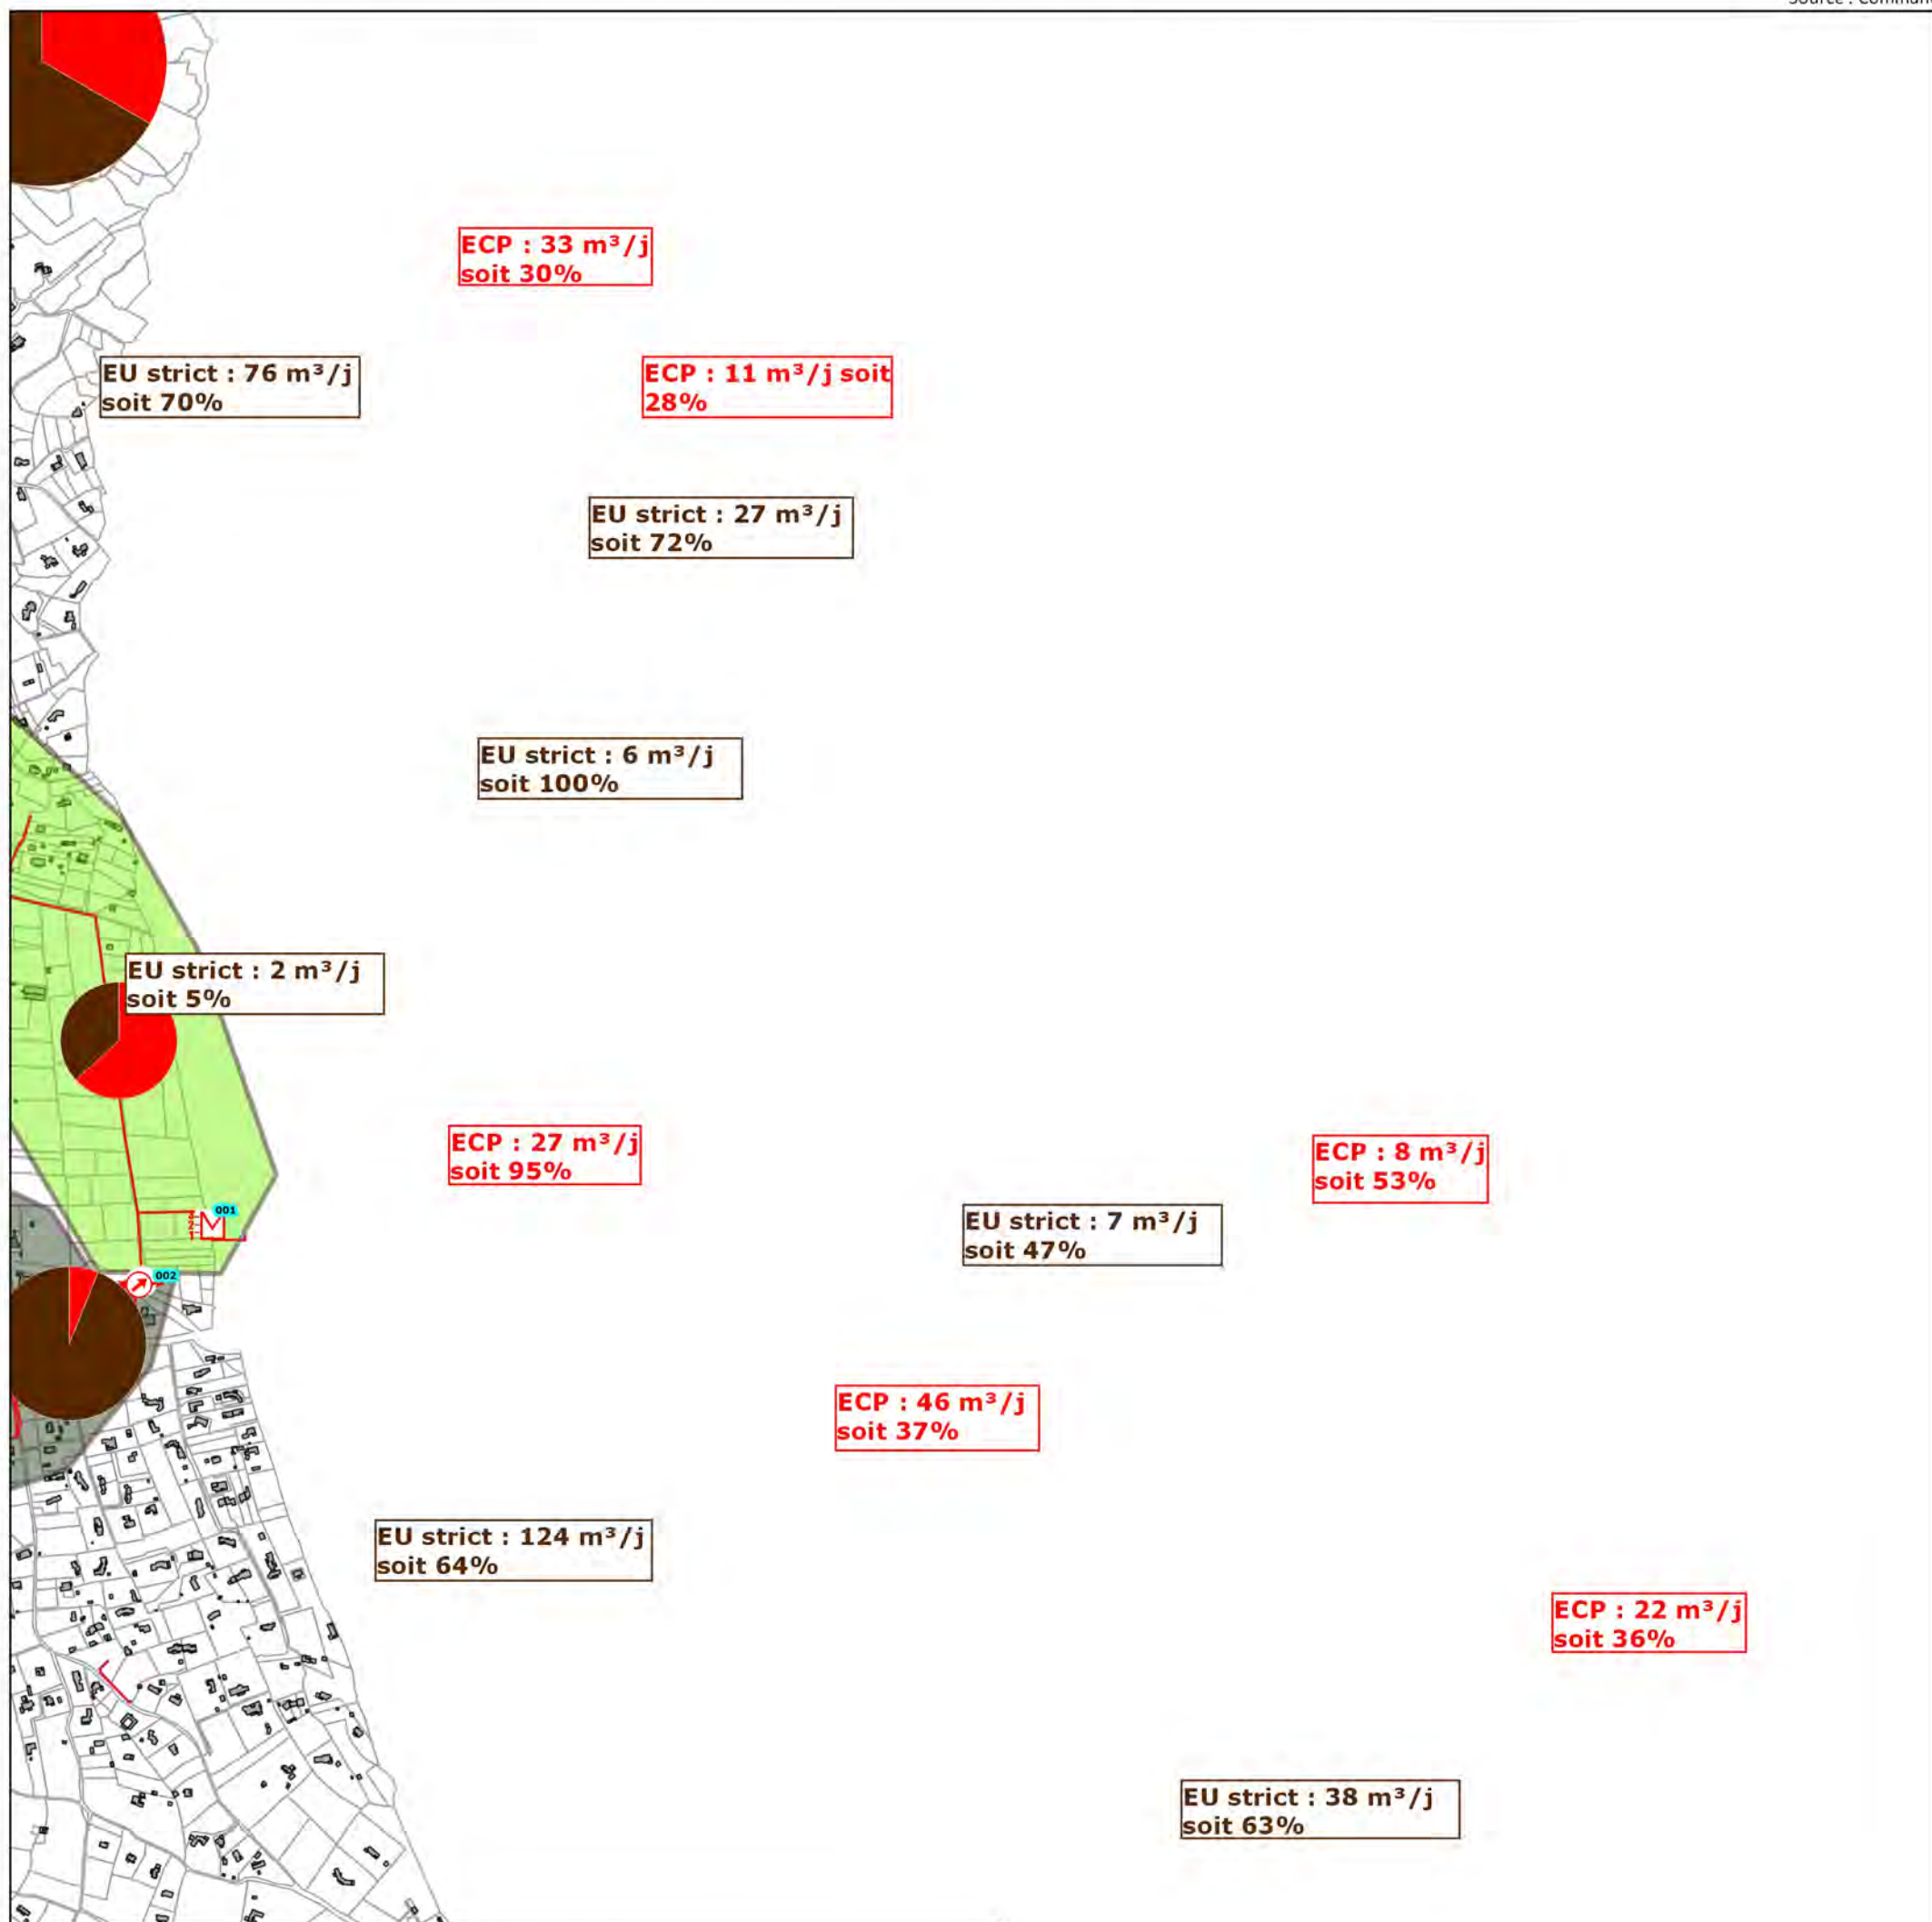 ECP : 33 m³/j
soit 30%
EU strict : 76 m³/j
soit 70%
ECP : 11 m³/j soit
28%
EU strict : 27 m³/j
soit 72%
EU strict : 6 m³/j
soit 100%
EU strict : 2 m³/j
soit 5%
ECP : 27 m³/j
soit 95%
ECP : 8 m³/j
soit 53%
EU strict : 7 m³/j
soit 47%
001
002
ECP : 46 m³/j
soit 37%
EU strict : 124 m³/j
soit 64%
ECP : 22 m³/j
soit 36%
EU strict : 38 m³/j
soit 63%